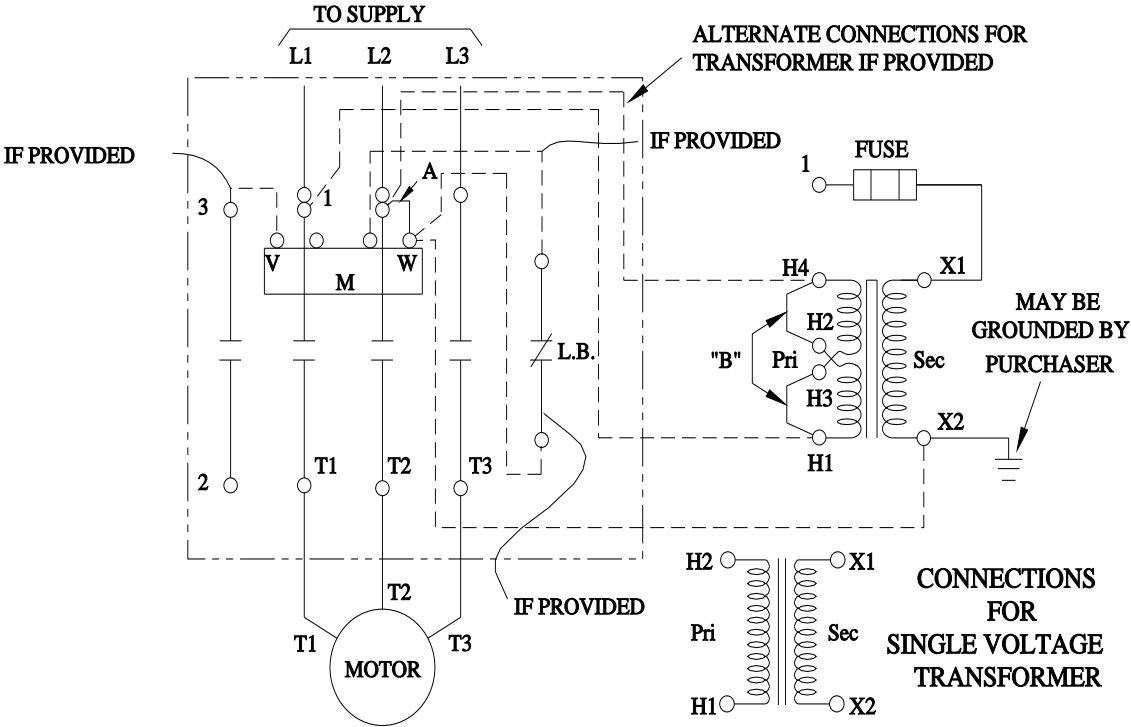 TO SUPPLY
L1
L2
L3
ALTERNATE CONNECTIONS FOR
TRANSFORMER IF PROVIDED
IF PROVIDED
IF PROVIDED
A
1
3
1
FUSE
V
W
M
H4
X1
MAY BE
GROUNDED BY
PURCHASER
H2
L.B.
"B"
Pri
Sec
H3
X2
H1
T1
T2
T3
2
H2
X1
CONNECTIONS
FOR
SINGLE VOLTAGE
TRANSFORMER
T2
IF PROVIDED
T1
T3
Pri
Sec
MOTOR
H1
X2